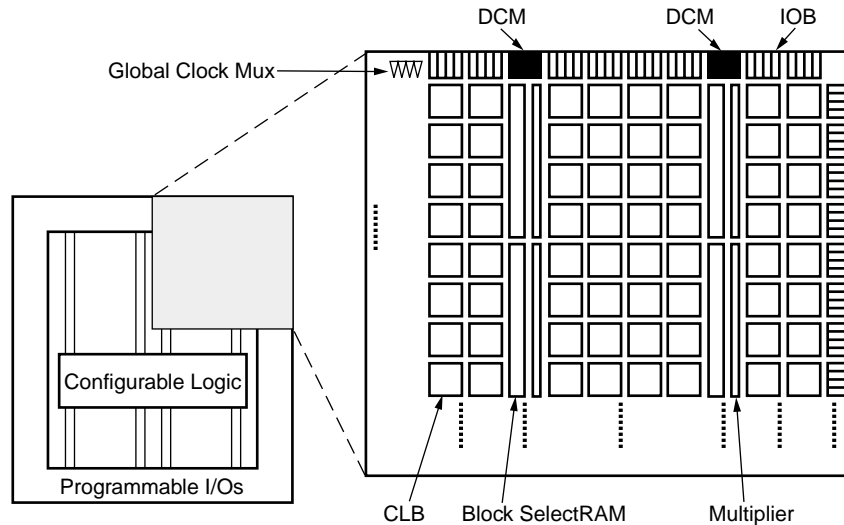 DCM
DCM
IOB
Global Clock Mux
Configurable Logic
Programmable I/Os
CLB
Block SelectRAM
Multiplier